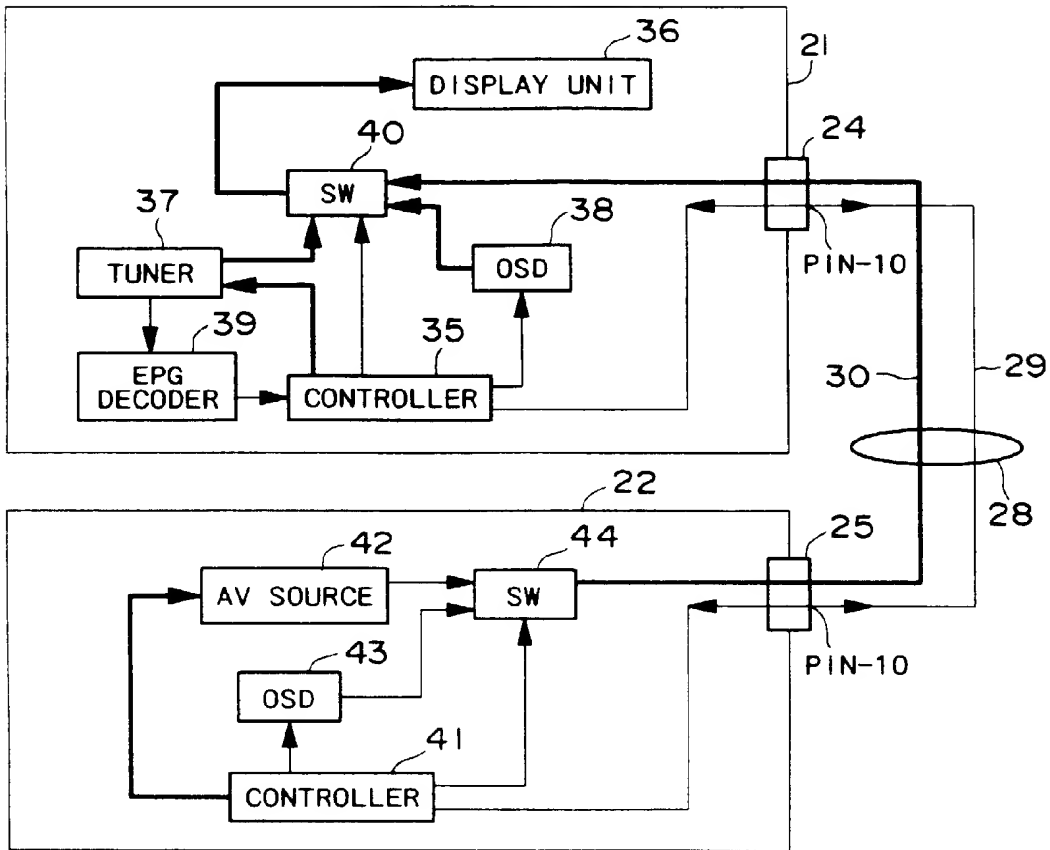 36
21
DISPLAY UNIT
24
40
SW
37
38
TUNER
OSD
PIN-10
39
35
EPG
DECODER
CONTROLLER
30
29
28
22
25
42
44
AV SOURCE
SW
43
PIN-10
OSD
41
CONTROLLER